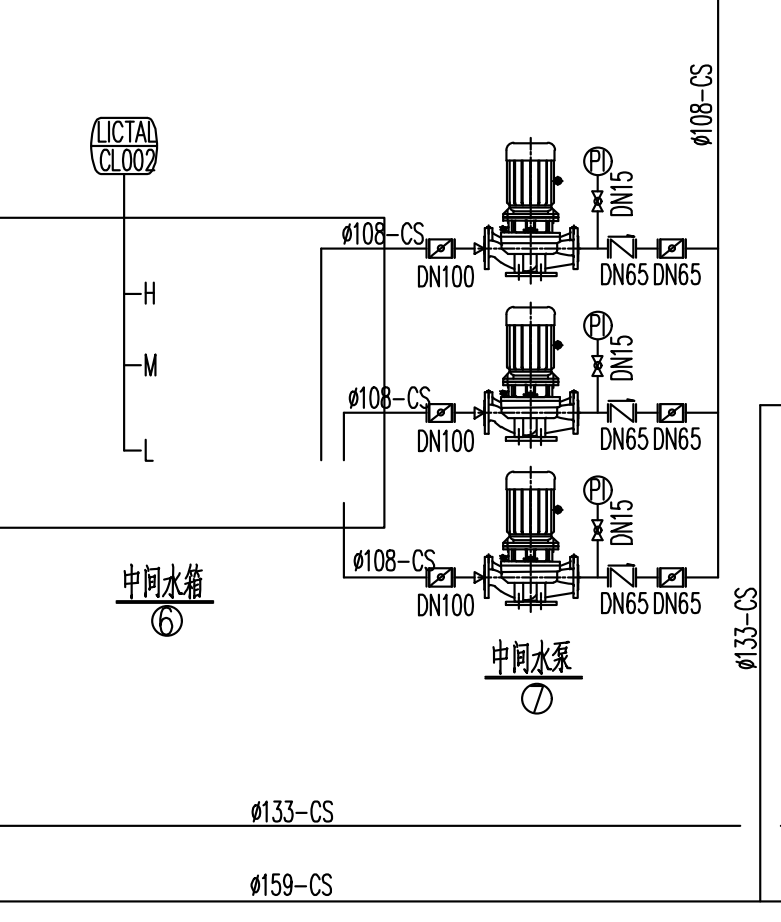 ø108-CS
LICTAL
CL002
PI
DN15
ø108-CS
DN100
DN65
DN65
H
PI
DN15
M
ø108-CS
DN100
DN65
DN65
L
PI
DN15
ø108-CS
DN100
DN65
DN65
中间水箱
6
中间水泵
7
ø133-CS
ø133-CS
ø159-CS